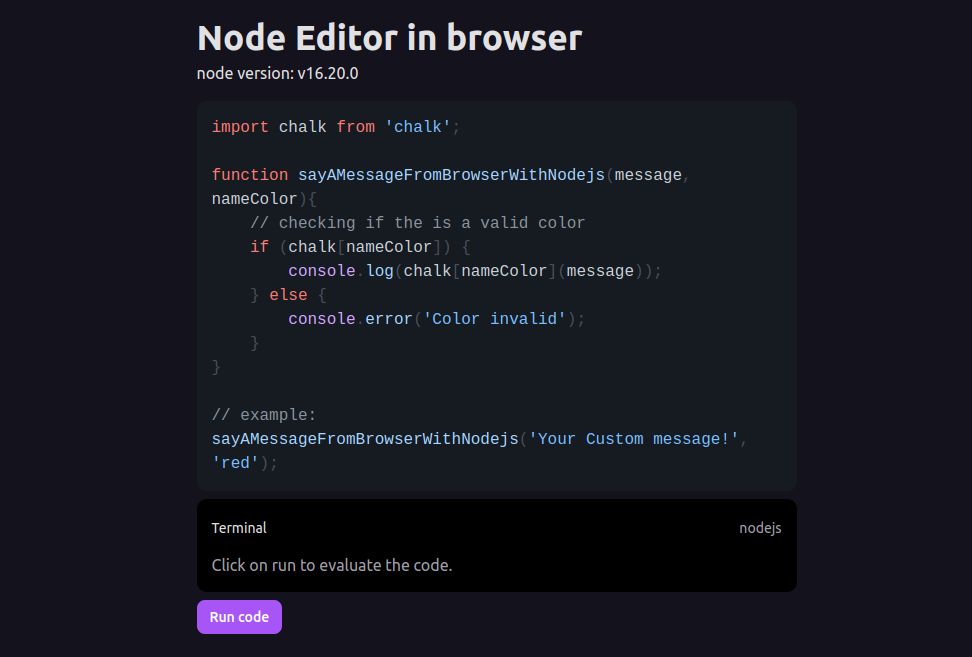 Node Editor in browser
node version: v16.20.0
import chalk from 'chalk';
function sayAMessageFromBrowserWithNodejs(message,
nameColor){
    // checking if the is a valid color
    if (chalk[nameColor]) {
        console.log(chalk[nameColor](message));
    } else {
        console.error('Color invalid');
    }
}
// example:
sayAMessageFromBrowserWithNodejs('Your Custom message!',
'red');
Terminal nodejs
Click on run to evaluate the code.
Run code